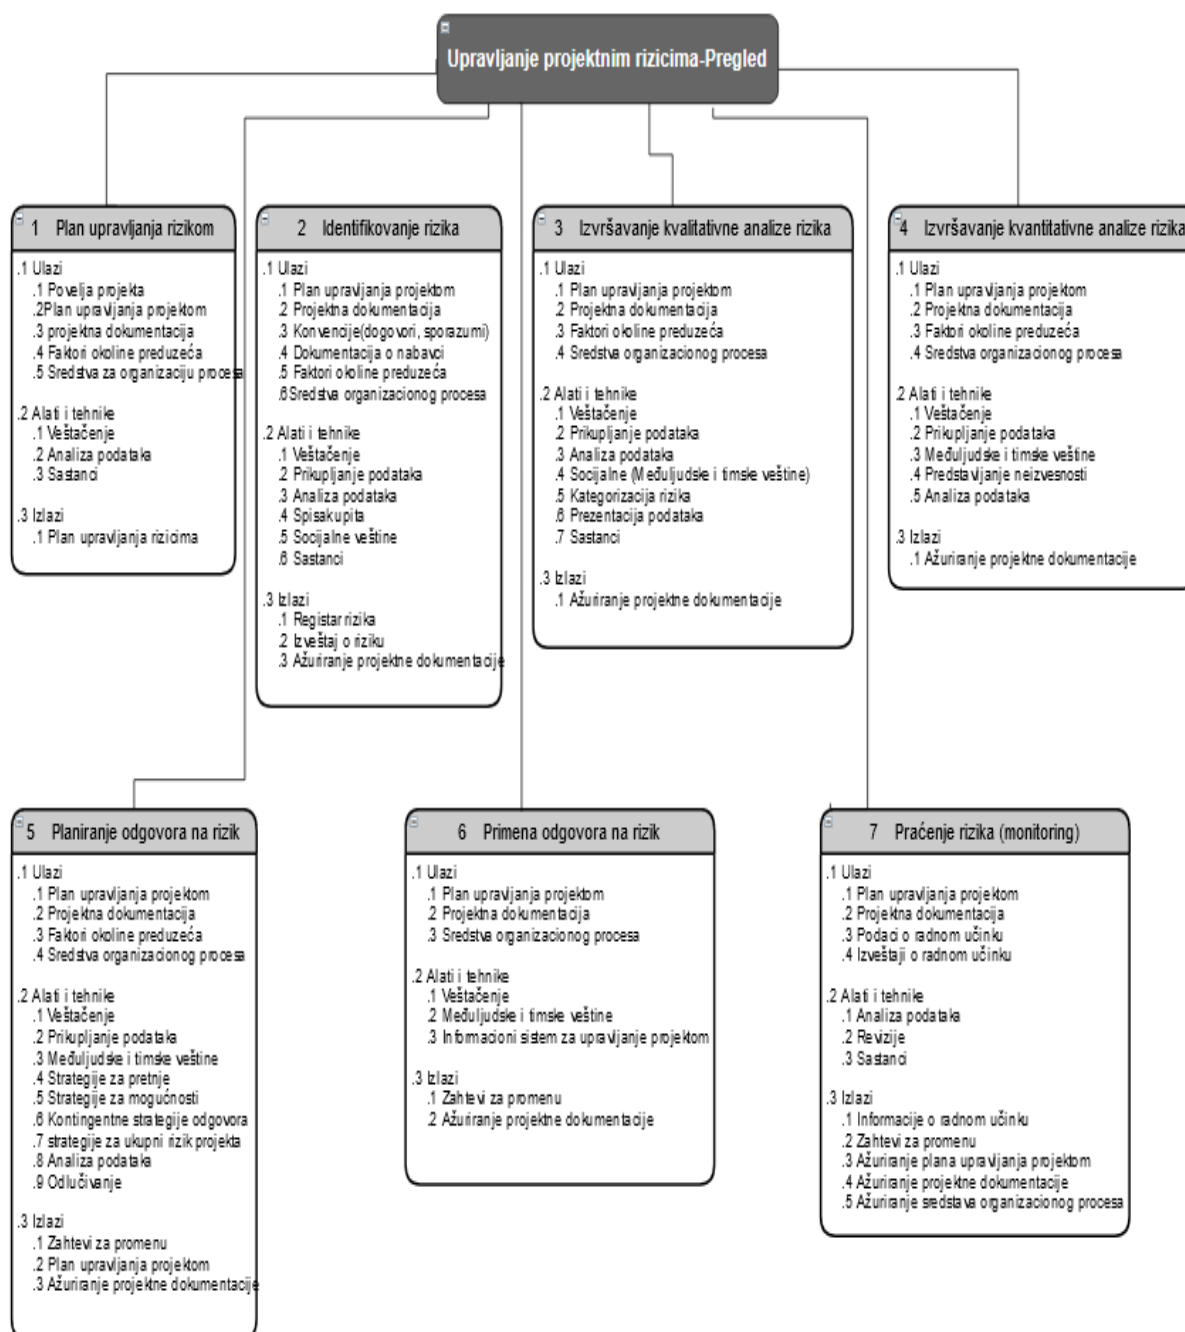 Upravljanje projektnim rizicima-Pregled
1 Plan upravljanja rizikom
.1 Ulazi
.1 Povelja projekta
.2Plan upravljanja projektom
.3 projektna dokumentacija
.4 Faktori okoline preduzeća
.5 Sredstva za organizaciju procesa
.2 Alati i tehnike
.1 Veštačenje
.2 Analiza podataka
.3 Sastanci
.3 Izlazi
.1 Plan upravljanja rizicima
2 Identifikovanje rizika
.1 Ulazi
.1 Plan upravljanja projektom
.2 Projektna dokumentacija
.3 Konvencije(dogovori, sporazumi)
.4 Dokumentacija o nabavci
.5 Faktori okoline preduzeća
.6Sredstva organizacionog procesa
.2 Alati i tehnike
.1 Veštačenje
.2 Prikupljanje podataka
.3 Analiza podataka
.4 Spisakupita
.5 Socijalne veštine
.6 Sastanci
.3 Izlazi
.1 Registar rizika
.2 Izveštaj o riziku
.3 Ažuriranje projektne dokumentacije
3 Izvršavanje kvalitativne analize rizika
.1 Ulazi
.1 Plan upravljanja projektom
.2 Projektna dokumentacija
.3 Faktori okoline preduzeća
.4 Sredstva organizacionog procesa
.2 Alati i tehnike
.1 Veštačenje
.2 Prikupljanje podataka
.3 Analiza podataka
.4 Socijalne (Međuljudske i timske veštine)
.5 Kategorizacija rizika
.6 Prezentacija podataka
.7 Sastanci
.3 Izlazi
.1 Ažuriranje projektne dokumentacije
4 Izvršavanje kvantitativne analize rizika
.1 Ulazi
.1 Plan upravljanja projektom
.2 Projektna dokumentacija
.3 Faktori okoline preduzeća
.4 Sredstva organizacionog procesa
.2 Alati i tehnike
.1 Veštačenje
.2 Prikupljanje podataka
.3 Međuljudske i timske veštine
.4 Predstavljanje neizvesnosti
.5 Analiza podataka
.3 Izlazi
.1 Ažuriranje projektne dokumentacije
5 Planiranje odgovora na rizik
.1 Ulazi
.1 Plan upravljanja projektom
.2 Projektna dokumentacija
.3 Faktori okoline preduzeća
.4 Sredstva organizacionog procesa
.2 Alati i tehnike
.1 Veštačenje
.2 Prikupljanje podataka
.3 Međuljudske i timske veštine
.4 Strategije za pretnje
.5 Strategije za mogućnosti
.6 Kontingentne strategije odgovora
.7 strategije za ukupni rizik projekta
.8 Analiza podataka
.9 Odlučivanje
.3 Izlazi
.1 Zahtevi za promenu
.2 Plan upravljanja projektom
.3 Ažuriranje projektne dokumentacije
6 Primena odgovora na rizik
.1 Ulazi
.1 Plan upravljanja projektom
.2 Projektna dokumentacija
.3 Sredstva organizacionog procesa
.2 Alati i tehnike
.1 Veštačenje
.2 Međuljudske i timske veštine
.3 Informacioni sistem za upravljanje projektom
.3 Izlazi
.1 Zahtevi za promenu
.2 Ažuriranje projektne dokumentacije
7 Praćenje rizika (monitoring)
.1 Ulazi
.1 Plan upravljanja projektom
.2 Projektna dokumentacija
.3 Podaci o radnom učinku
.4 Izveštaji o radnom učinku
.2 Alati i tehnike
.1 Analiza podataka
.2 Revizije
.3 Sastanci
.3 Izlazi
.1 Informacije o radnom učinku
.2 Zahtevi za promenu
.3 Ažuriranje plana upravljanja projektom
.4 Ažuriranje projektne dokumentacije
.5 Ažuriranje sredstava organizacionog procesa